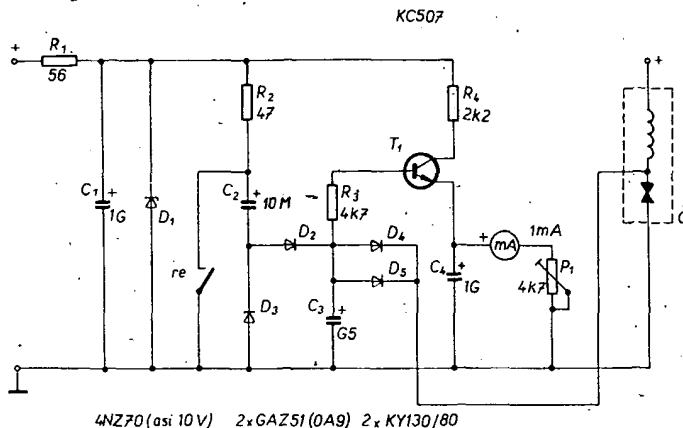 KC507
+
R1
56
+
R2
47
R4
2k2
T1
C1
+
1G
D1
C2
+
10M
R3
4k7
re
D2
D4
D5
D3
C3
+
G5
C4
+
1G
+
mA
1mA
P1
4k7
4NZ70 (asi 10V) 2xGAZ51 (0A9) 2x KY130/80